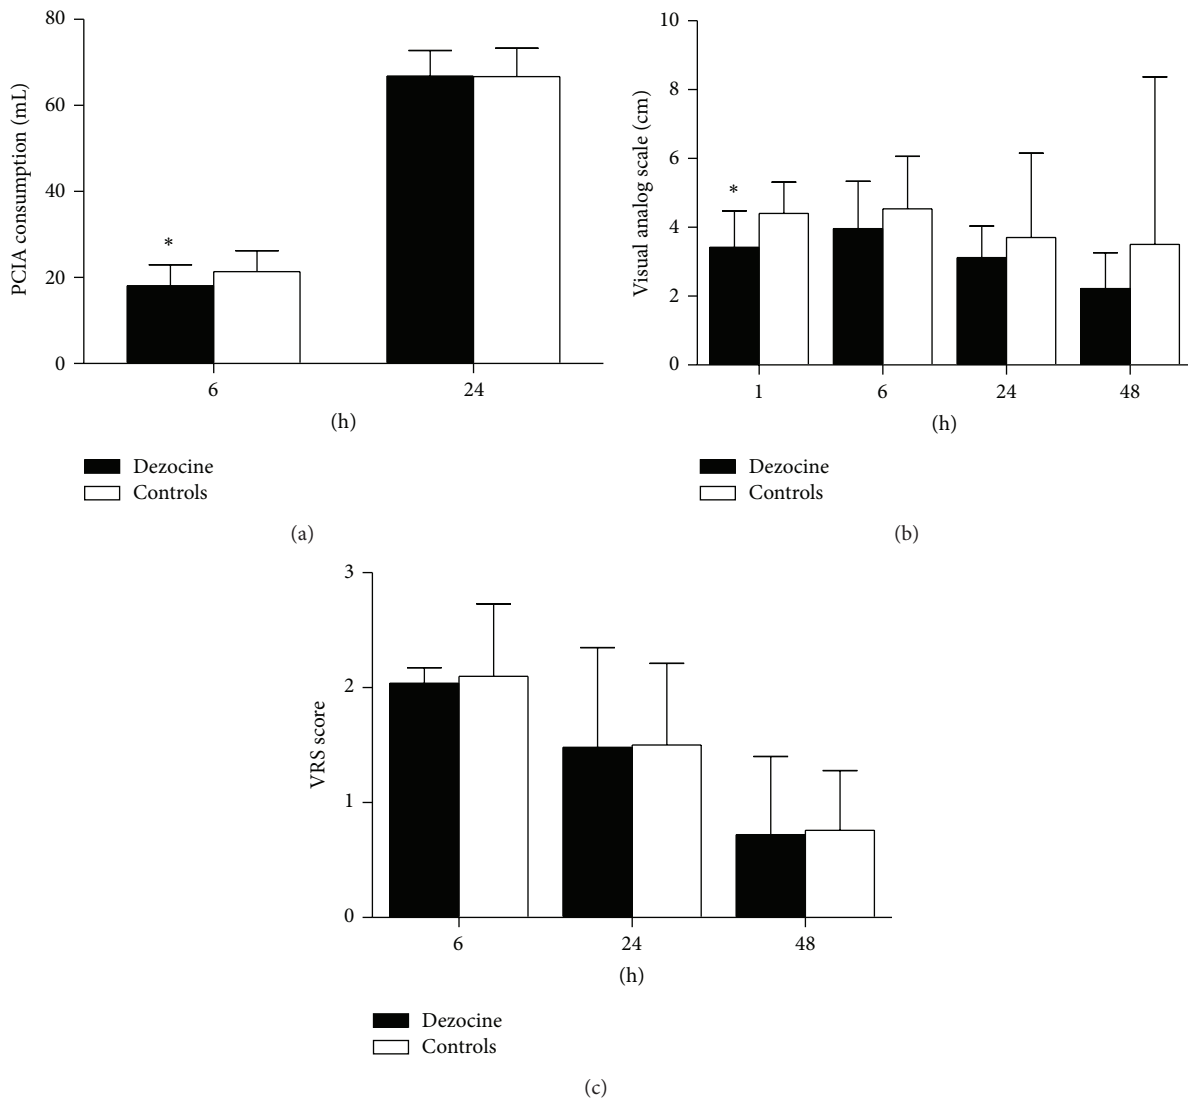 PCIA consumption (mL)
80
60
40
20
0
*
6
24
(h)
Dezocine
Controls
(a)
Visual analog scale (cm)
10
8
6
4
2
0
*
1
6
24
48
(h)
Dezocine
Controls
(b)
VRS score
3
2
1
0
6
24
48
(h)
Dezocine
Controls
(c)